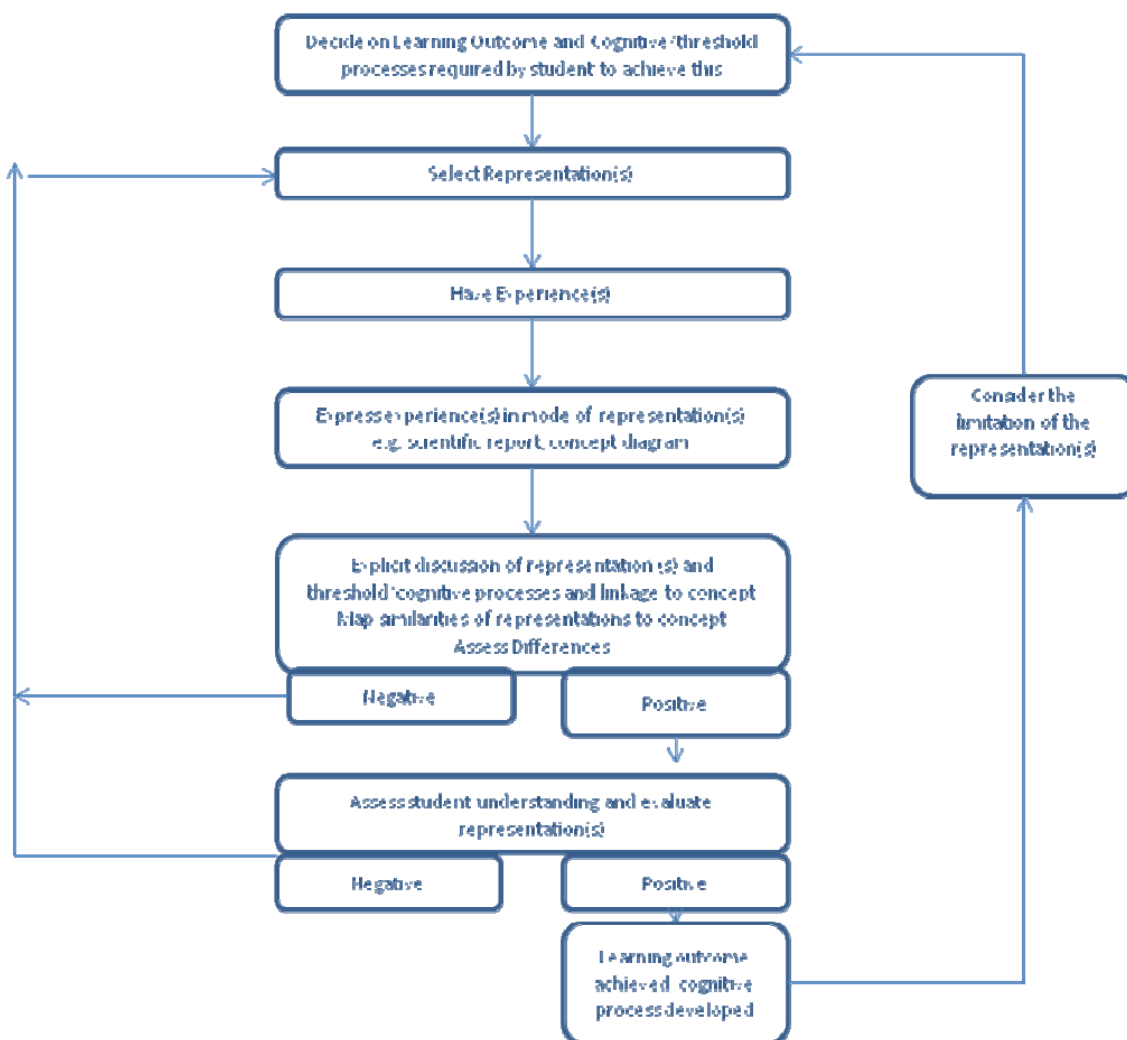 Decide on Learning Outcome and Cognitive/threshold
processes required by student to achieve this
Select Representation(s)
Have Experience(s)
Express experience(s) in mode of representation(s)
e.g. scientific report, concept diagram
Consider the
limitation of the
representation(s)
Explicit discussion of representation (s) and
threshold/cognitive processes and linkage to concept
Map similarities of representations to concept
Assess Differences
Negative
Positive
Assess student understanding and evaluate
representation(s)
Negative
Positive
Learning outcome
achieved cognitive
process developed